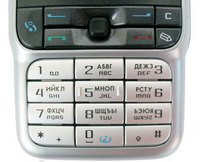 C
1 o_o 2 АБВГ ABC 3 ДЕЖЗ DEF
4 ИЙКЛ GHI 5 МНОП JKL 6 РСТУ MNO
7 ФХЦЧ PQRS 8 ШЩЪЫ TUV 9 ЬЭЮЯ WXYZ
* + 0 #